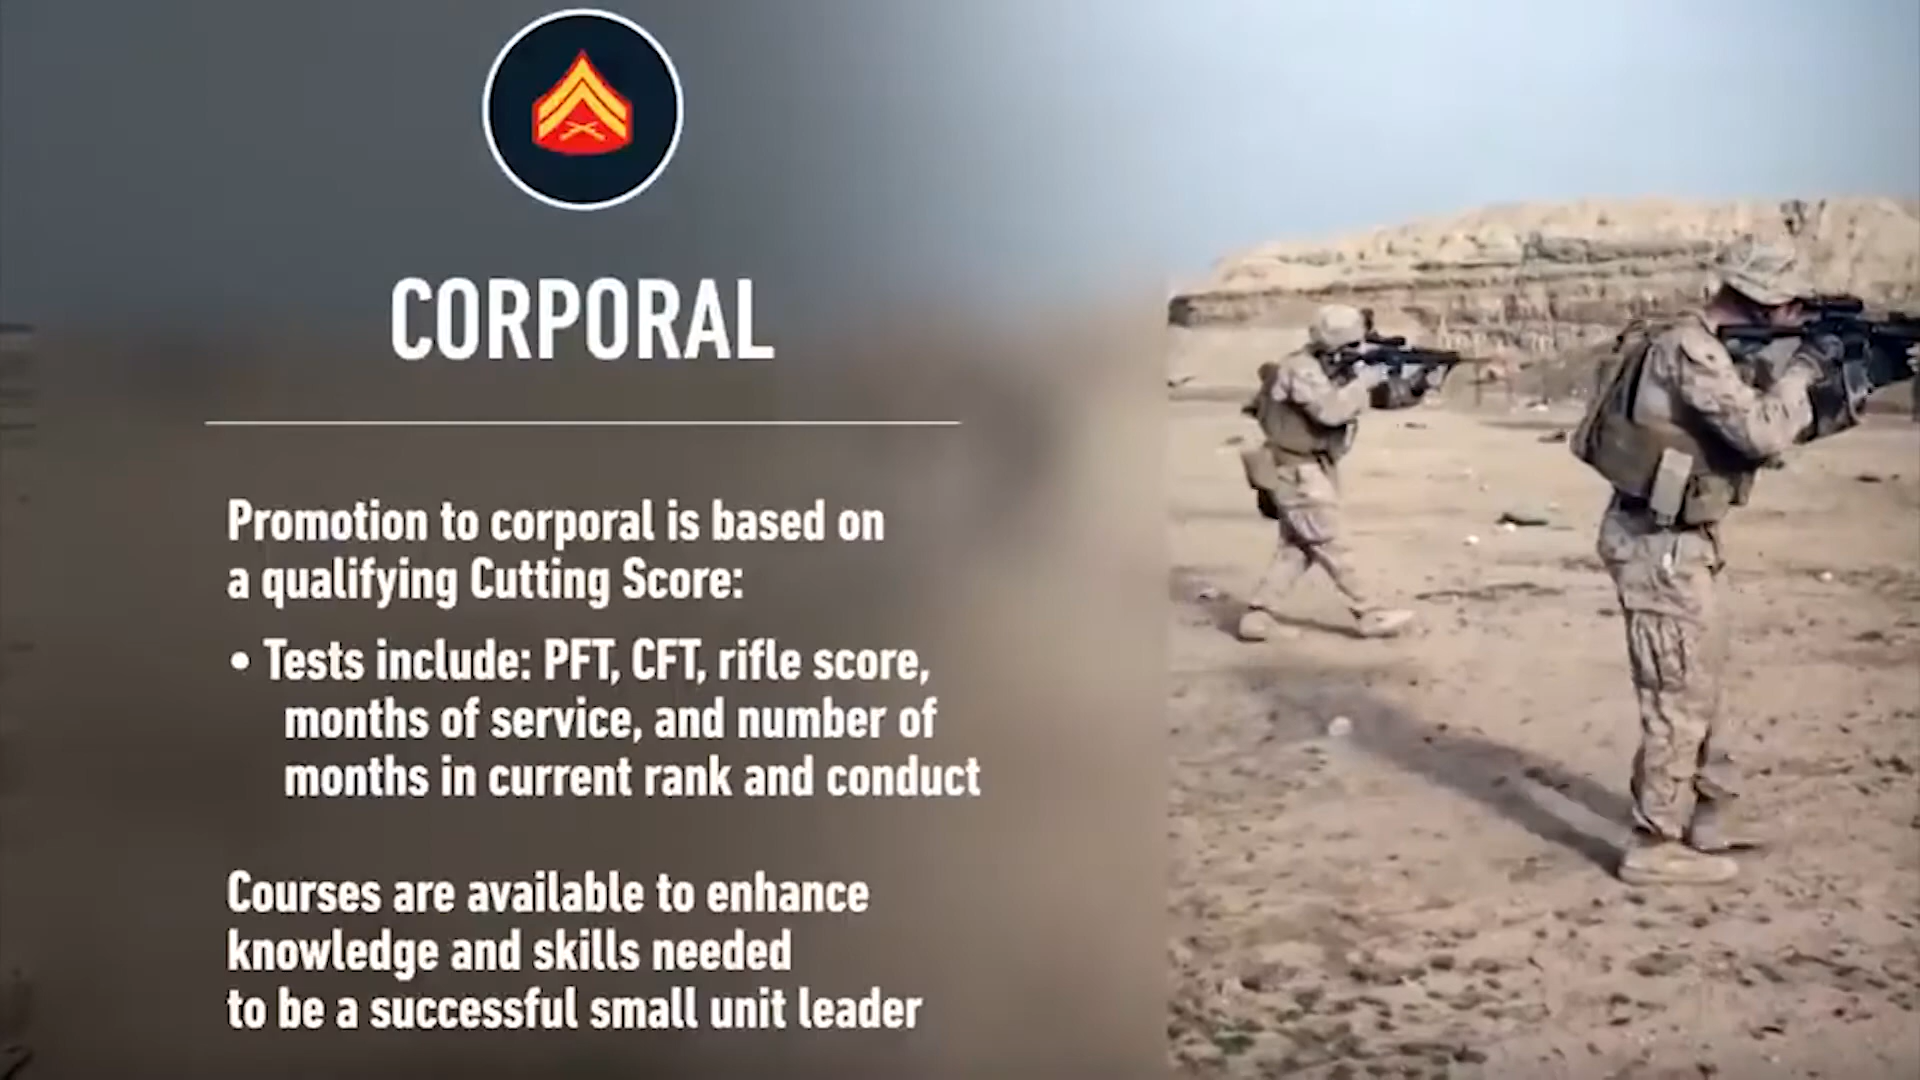 CORPORAL
Promotion to corporal is based on
a qualifying Cutting Score:
• Tests include: PFT, CFT, rifle score,
months of service, and number of
months in current rank and conduct
Courses are available to enhance
knowledge and skills needed
to be a successful small unit leader